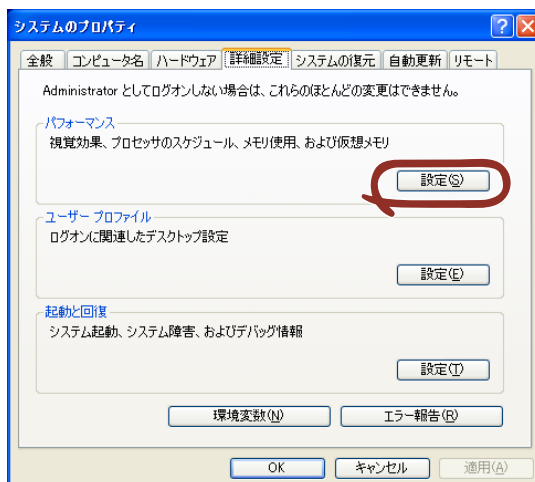 システムのプロパティ
全般 コンピュータ名 ハードウェア 詳細設定 システムの復元 自動更新 リモート
Administrator としてログオンしない場合は、これらのほとんどの変更はできません。
パフォーマンス
視覚効果、プロセッサのスケジュール、メモリ使用、および仮想メモリ
設定(S)
ユーザー プロファイル
ログオンに関連したデスクトップ設定
設定(E)
起動と回復
システム起動、システム障害、およびデバッグ情報
設定(T)
環境変数(N) エラー報告(R)
OK キャンセル 適用(A)